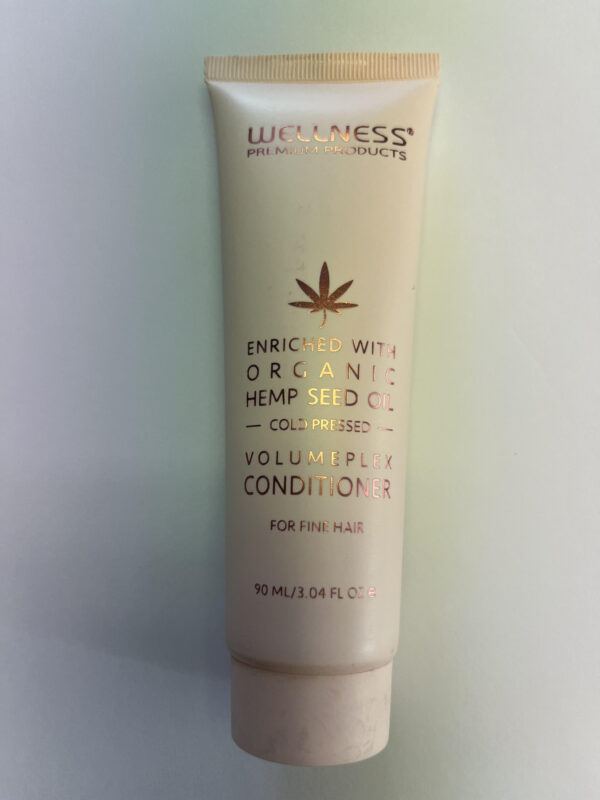 WELLNESS®
PREMIUM PRODUCTS
ENRICHED WITH
ORGANIC
HEMP SEED OIL
— COLD PRESSED —
VOLUMEPLEX
CONDITIONER
FOR FINE HAIR
90 ML/3.04 FL OZ ℮